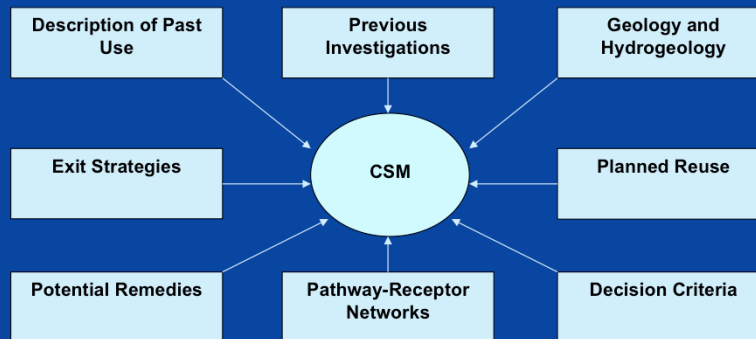 Description of Past
Use
Previous
Investigations
Geology and
Hydrogeology
Exit Strategies
CSM
Planned Reuse
Potential Remedies
Pathway-Receptor
Networks
Decision Criteria